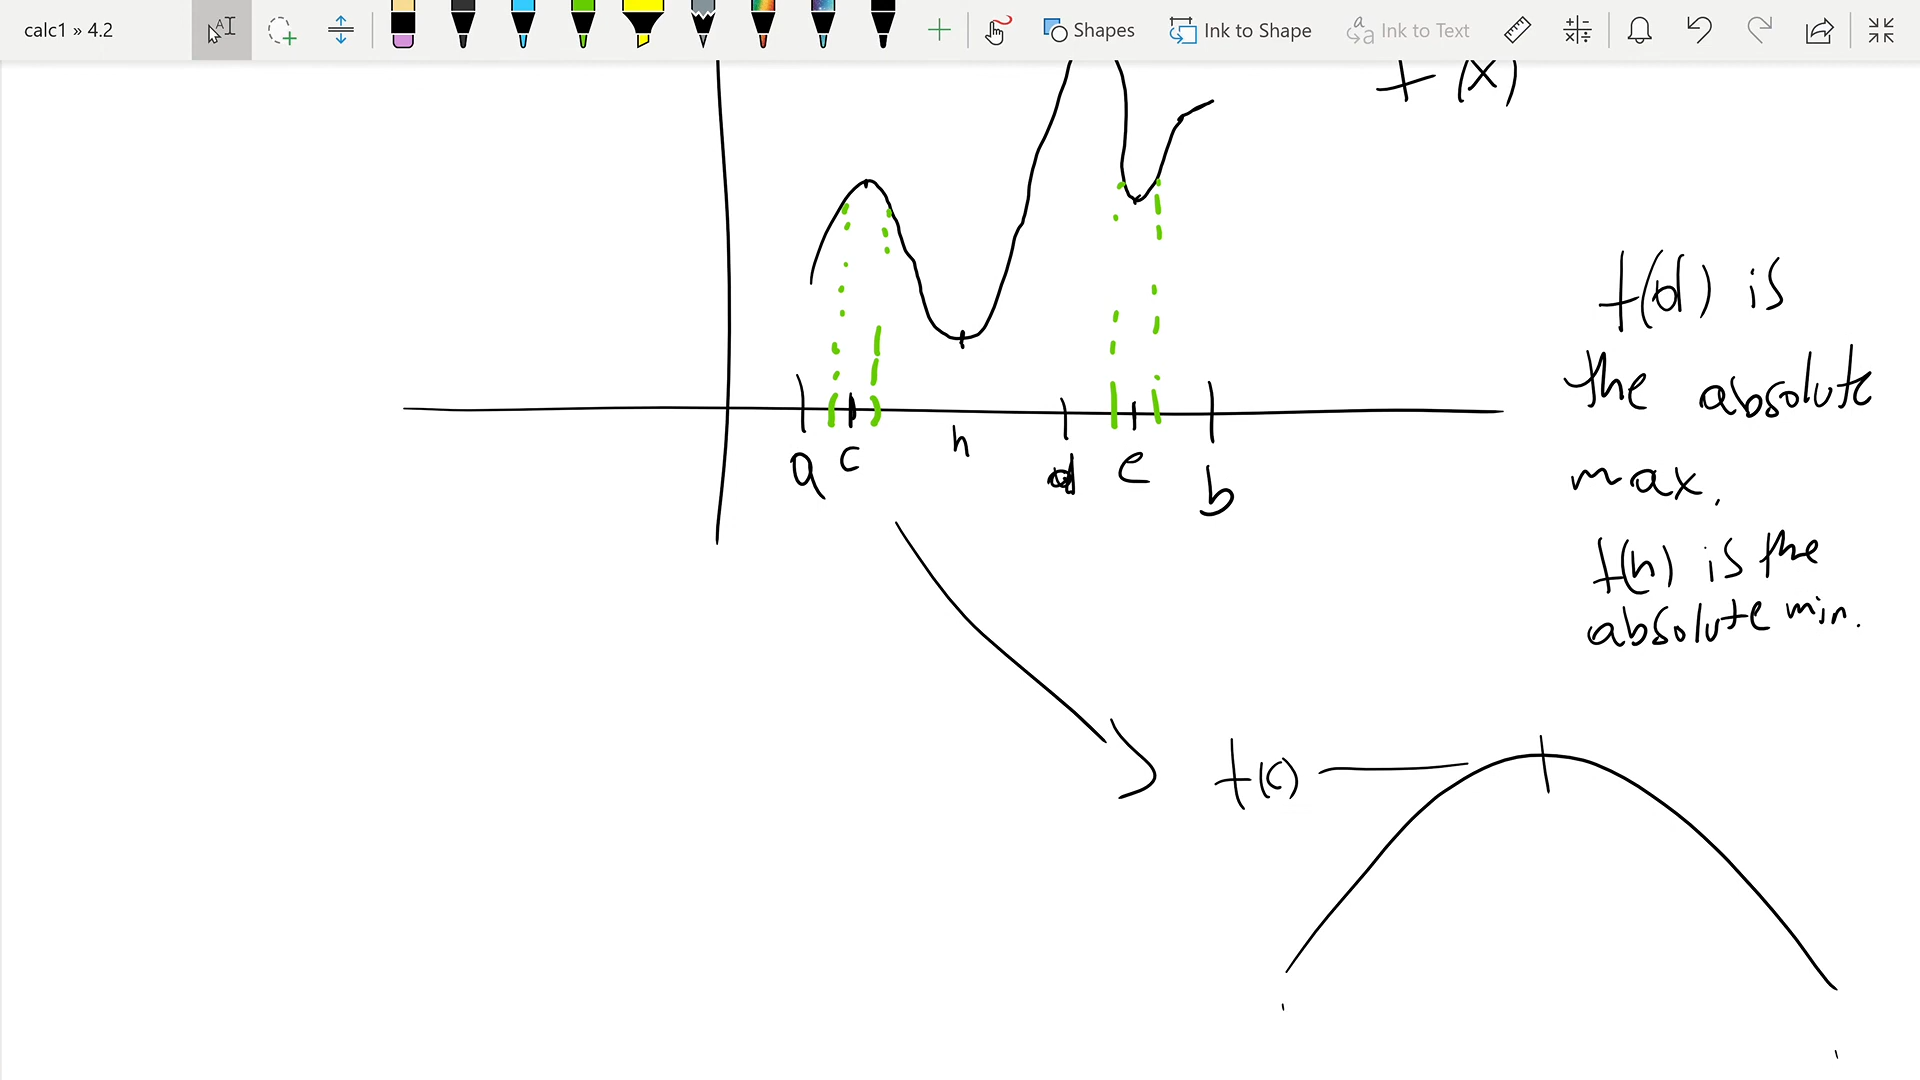 calc1 » 4.2
Shapes
Ink to Shape
Ink to Text
f(x)
a c h d e b
f(d) is
the absolute
max.
f(h) is the
absolute min.
f(c)